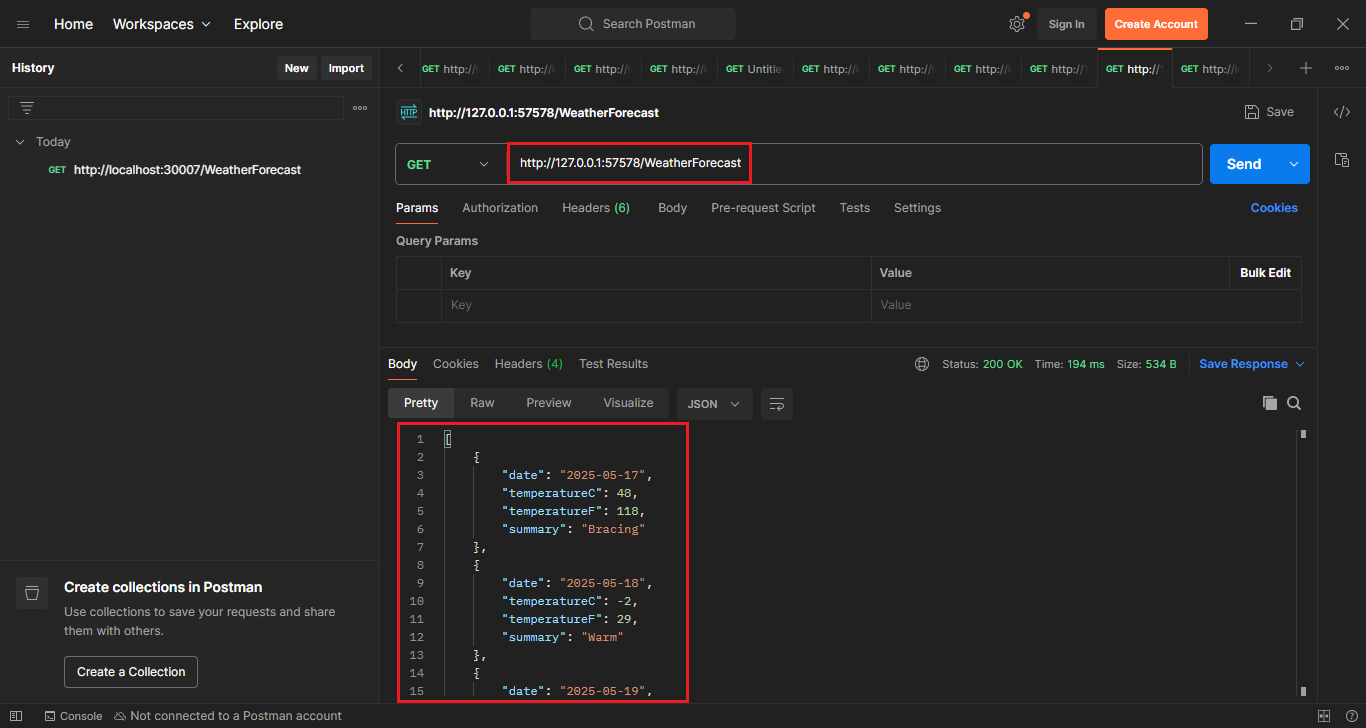 Home Workspaces Explore Search Postman Sign In Create Account
History New Import
GET http://l GET http://l GET http://l GET http://l GET Untitle GET http://l GET http://l GET http://l GET http://1 GET http://1 GET http://l
HTTP http://127.0.0.1:57578/WeatherForecast Save
Today
GET http://localhost:30007/WeatherForecast
GET http://127.0.0.1:57578/WeatherForecast Send
Params Authorization Headers (6) Body Pre-request Script Tests Settings Cookies
Query Params
Key Value Bulk Edit
Key Value
Body Cookies Headers (4) Test Results Status: 200 OK Time: 194 ms Size: 534 B Save Response
Pretty Raw Preview Visualize JSON
1 [
2 {
3 "date": "2025-05-17",
4 "temperatureC": 48,
5 "temperatureF": 118,
6 "summary": "Bracing"
7 },
8 {
9 "date": "2025-05-18",
10 "temperatureC": -2,
11 "temperatureF": 29,
12 "summary": "Warm"
13 },
14 {
15 "date": "2025-05-19",
Create collections in Postman
Use collections to save your requests and share
them with others.
Create a Collection
Console Not connected to a Postman account